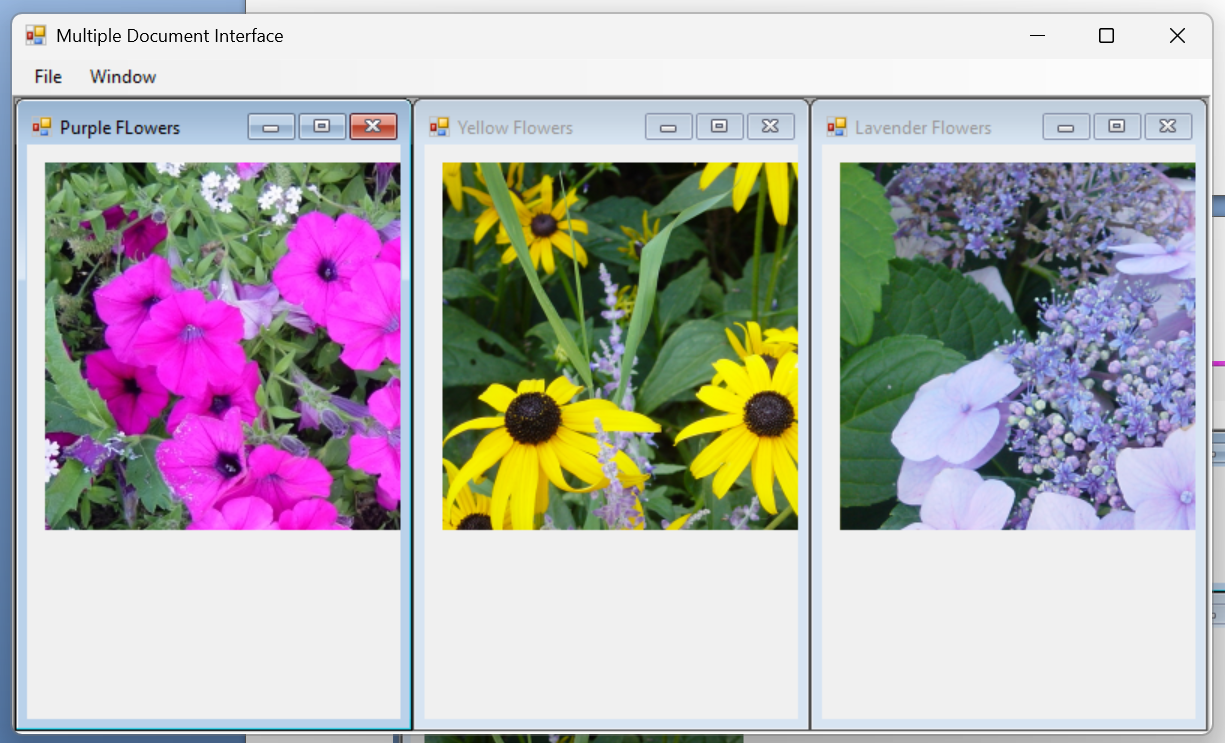 Multiple Document Interface
File Window
Purple FLowers
Yellow Flowers
Lavender Flowers